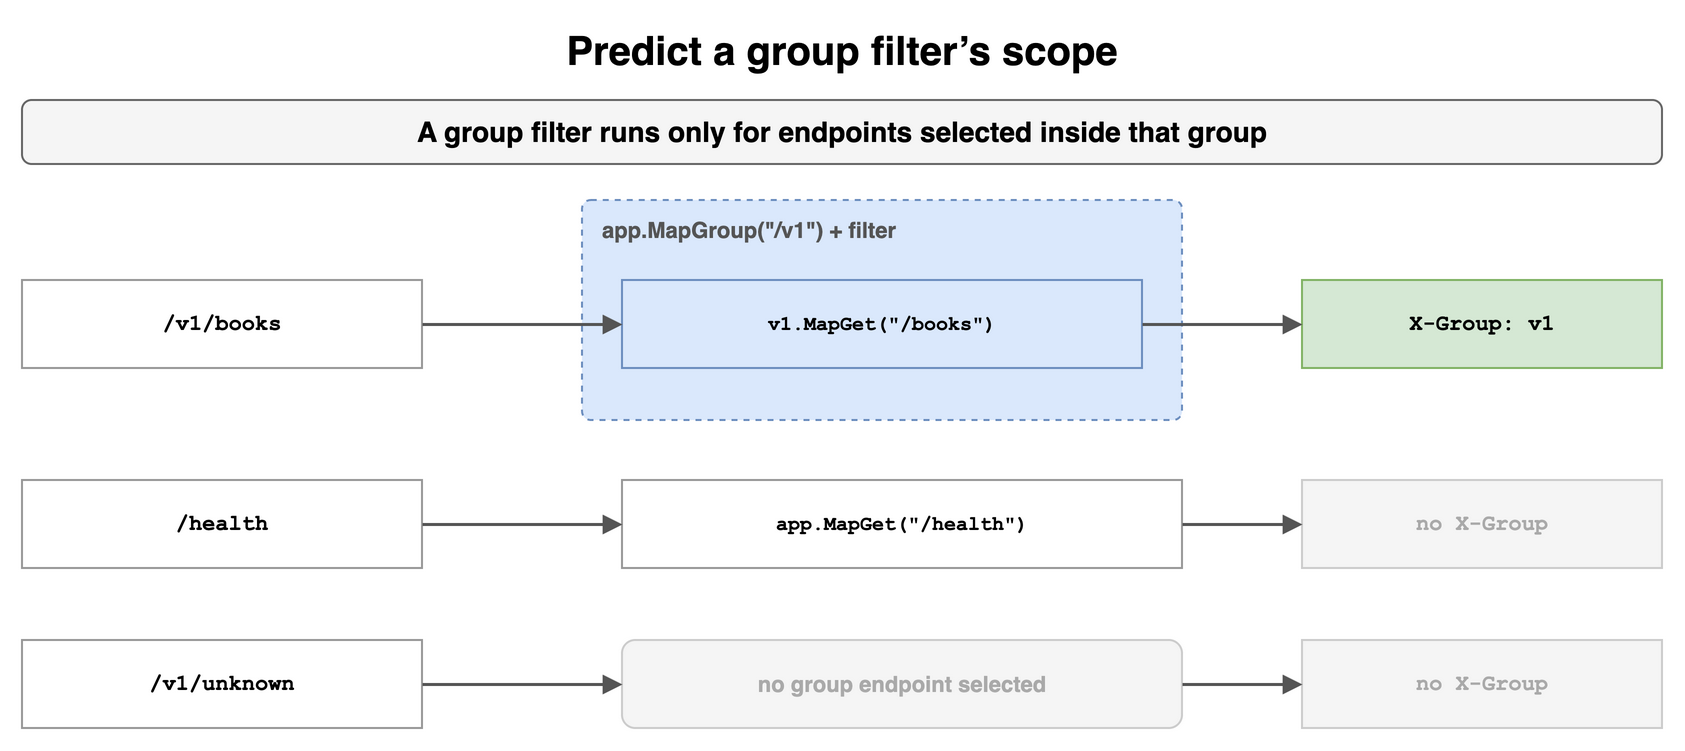 Predict a group filter’s scope
A group filter runs only for endpoints selected inside that group
app.MapGroup("/v1") + filter
/v1/books
v1.MapGet("/books")
X-Group: v1
/health
app.MapGet("/health")
no X-Group
/v1/unknown
no group endpoint selected
no X-Group